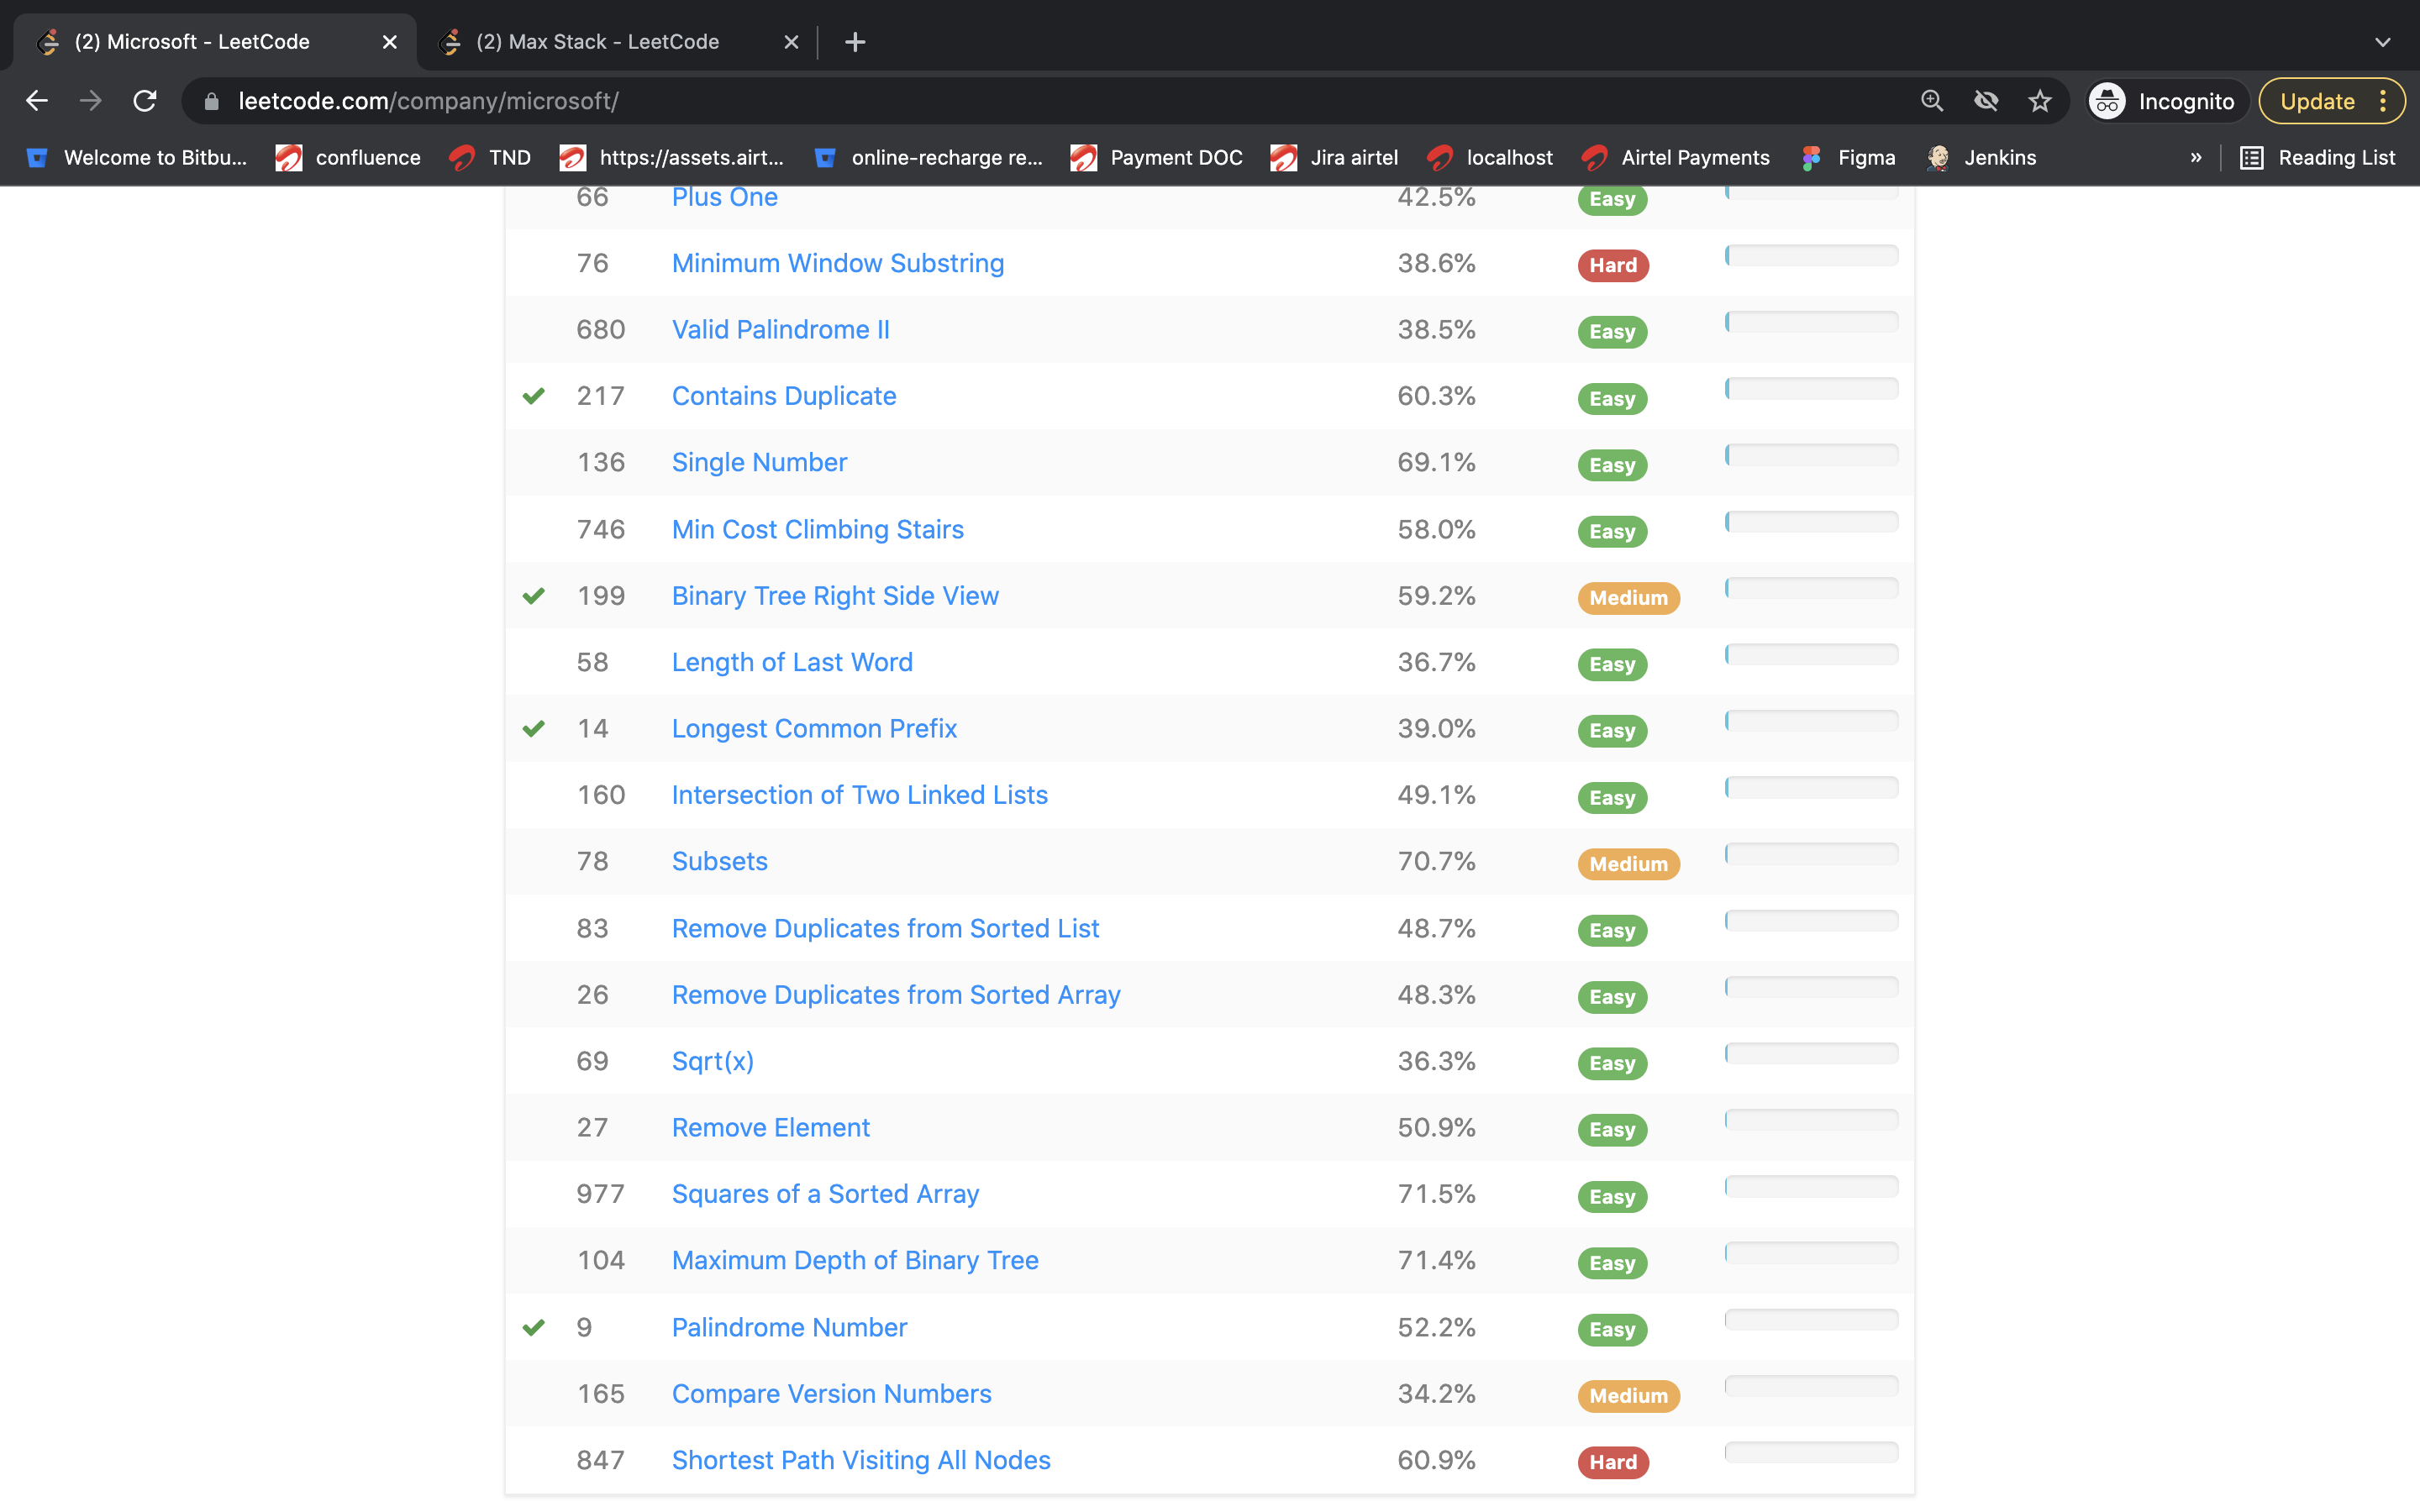 (2) Microsoft - LeetCode
(2) Max Stack - LeetCode
leetcode.com/company/microsoft/
Incognito
Update
Welcome to Bitbu...
confluence
TND
https://assets.airt...
online-recharge re...
Payment DOC
Jira airtel
localhost
Airtel Payments
Figma
Jenkins
»
Reading List
66 Plus One 42.5% Easy
76 Minimum Window Substring 38.6% Hard
680 Valid Palindrome II 38.5% Easy
217 Contains Duplicate 60.3% Easy
136 Single Number 69.1% Easy
746 Min Cost Climbing Stairs 58.0% Easy
199 Binary Tree Right Side View 59.2% Medium
58 Length of Last Word 36.7% Easy
14 Longest Common Prefix 39.0% Easy
160 Intersection of Two Linked Lists 49.1% Easy
78 Subsets 70.7% Medium
83 Remove Duplicates from Sorted List 48.7% Easy
26 Remove Duplicates from Sorted Array 48.3% Easy
69 Sqrt(x) 36.3% Easy
27 Remove Element 50.9% Easy
977 Squares of a Sorted Array 71.5% Easy
104 Maximum Depth of Binary Tree 71.4% Easy
9 Palindrome Number 52.2% Easy
165 Compare Version Numbers 34.2% Medium
847 Shortest Path Visiting All Nodes 60.9% Hard